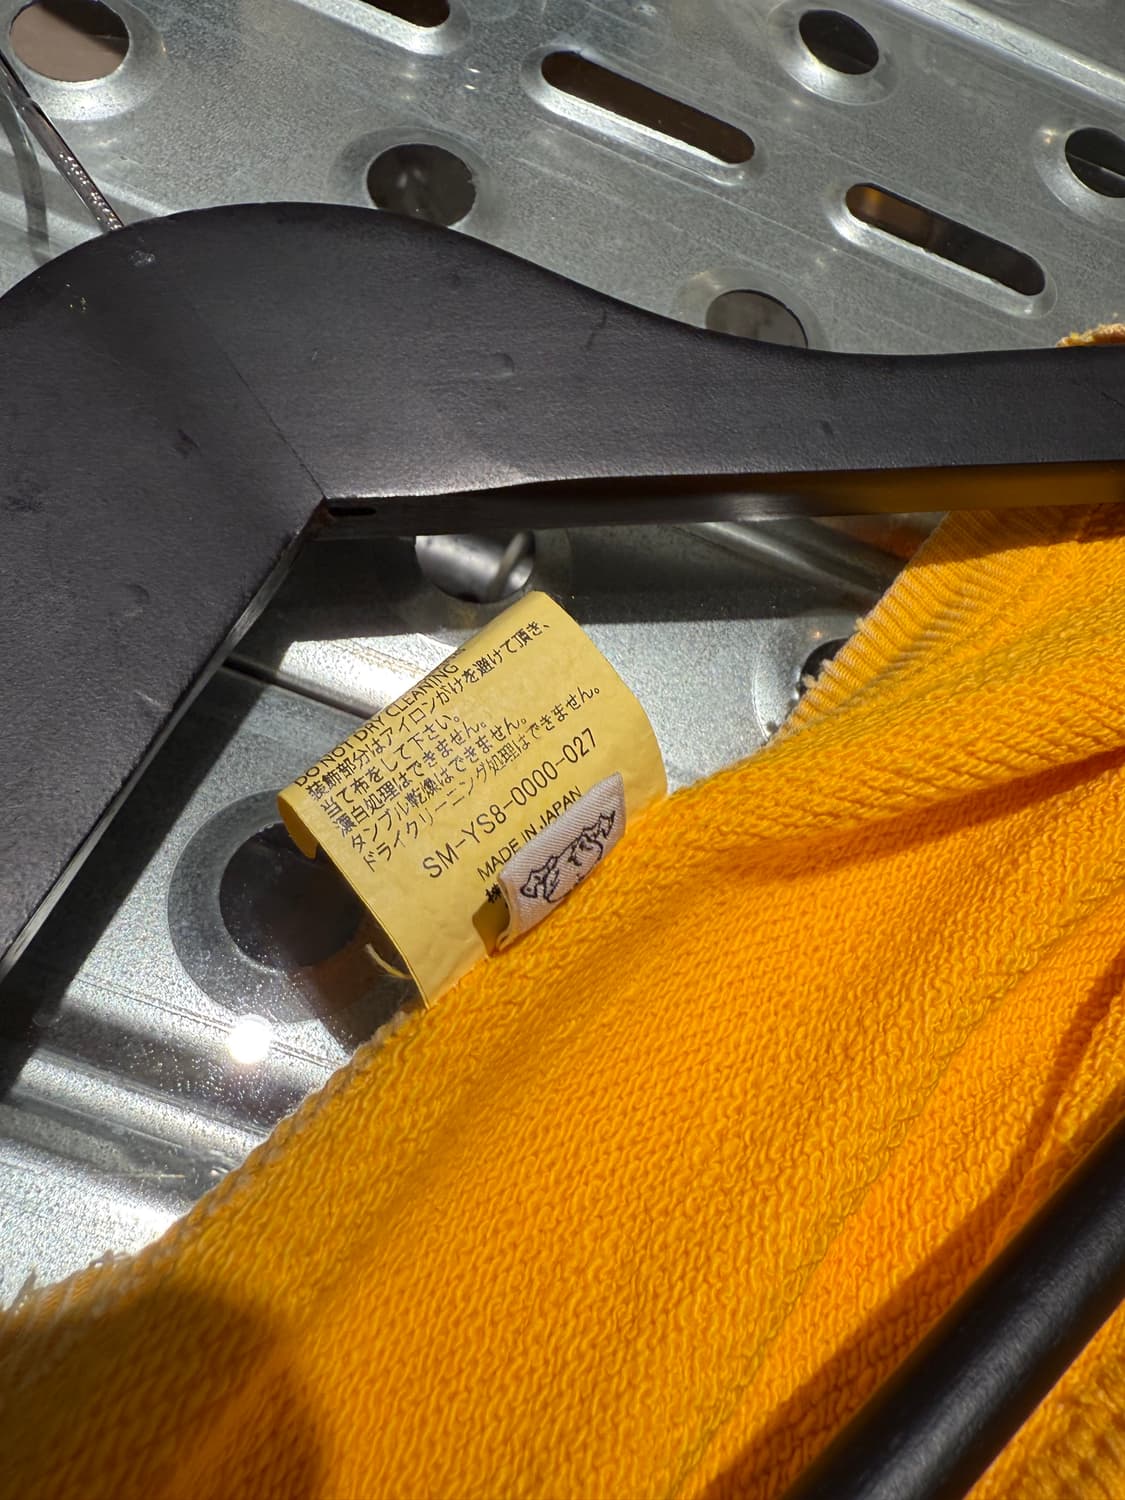 DO NOT DRY CLEANING
装飾部分はアイロンがけを避けて頂き、
当て布をして下さい。
漂白処理はできません。
タンブル乾燥はできません。
ドライクリーニング処理はできません。
SM-YS8-0000-027
MADE IN JAPAN
株